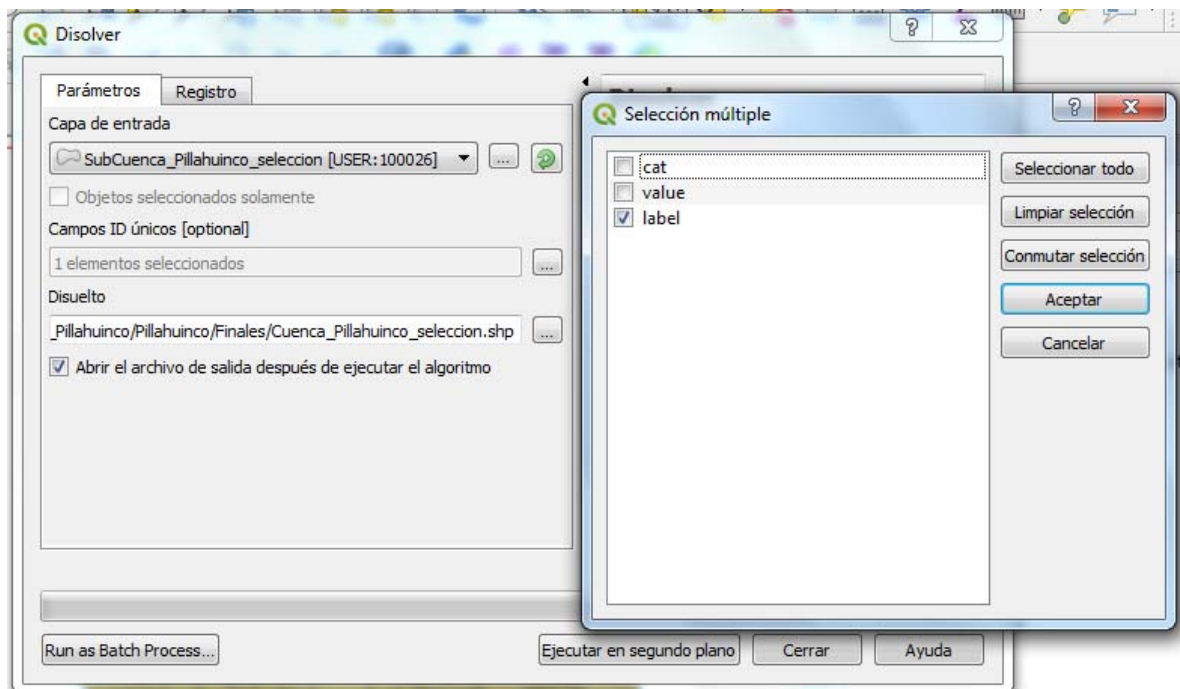 Disolver
Parámetros
Registro
Capa de entrada
SubCuenca_Pillahuinco_seleccion [USER:100026]
...
Objetos seleccionados solamente
Campos ID únicos [optional]
1 elementos seleccionados
...
Disuelto
_Pillahuinco/Pillahuinco/Finales/Cuenca_Pillahuinco_seleccion.shp
...
Abrir el archivo de salida después de ejecutar el algoritmo
Run as Batch Process...
Ejecutar en segundo plano
Cerrar
Ayuda
Selección múltiple
cat
value
label
Seleccionar todo
Limpiar selección
Conmutar selección
Aceptar
Cancelar